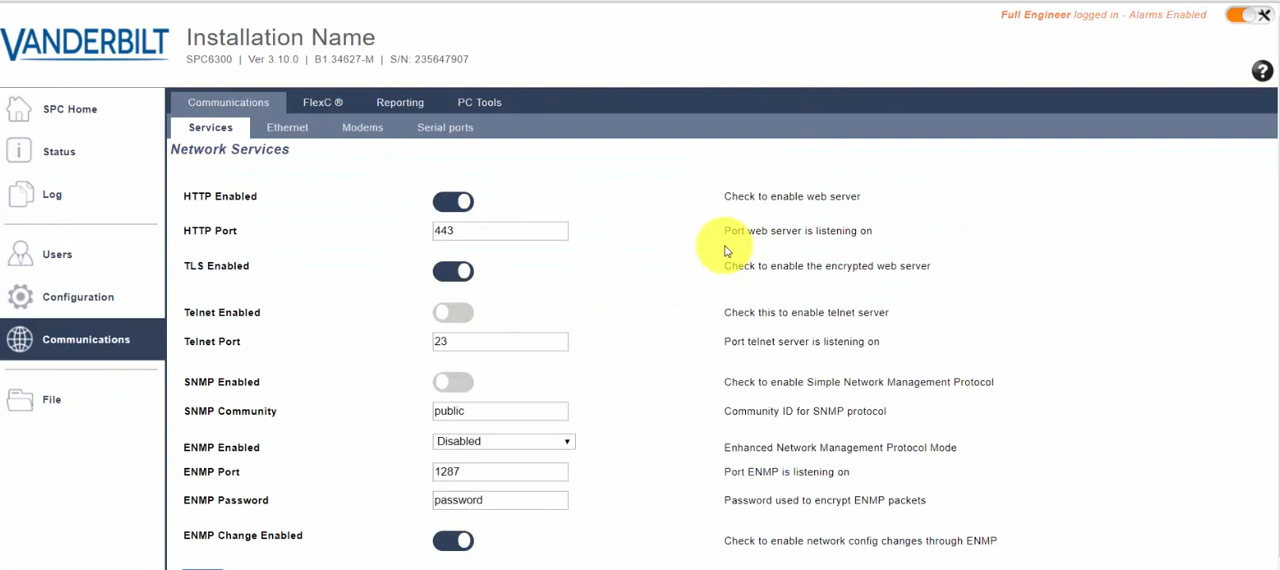 Full Engineer logged in - Alarms Enabled
VANDERBILT
Installation Name
SPC6300 | Ver 3.10.0 | B1.34627-M | S/N: 235647907
?
SPC Home
Status
Log
Users
Configuration
Communications
File
Communications FlexC ® Reporting PC Tools
Services Ethernet Modems Serial ports
Network Services
HTTP Enabled Check to enable web server
HTTP Port 443 Port web server is listening on
TLS Enabled Check to enable the encrypted web server
Telnet Enabled Check this to enable telnet server
Telnet Port 23 Port telnet server is listening on
SNMP Enabled Check to enable Simple Network Management Protocol
SNMP Community public Community ID for SNMP protocol
ENMP Enabled Disabled Enhanced Network Management Protocol Mode
ENMP Port 1287 Port ENMP is listening on
ENMP Password password Password used to encrypt ENMP packets
ENMP Change Enabled Check to enable network config changes through ENMP